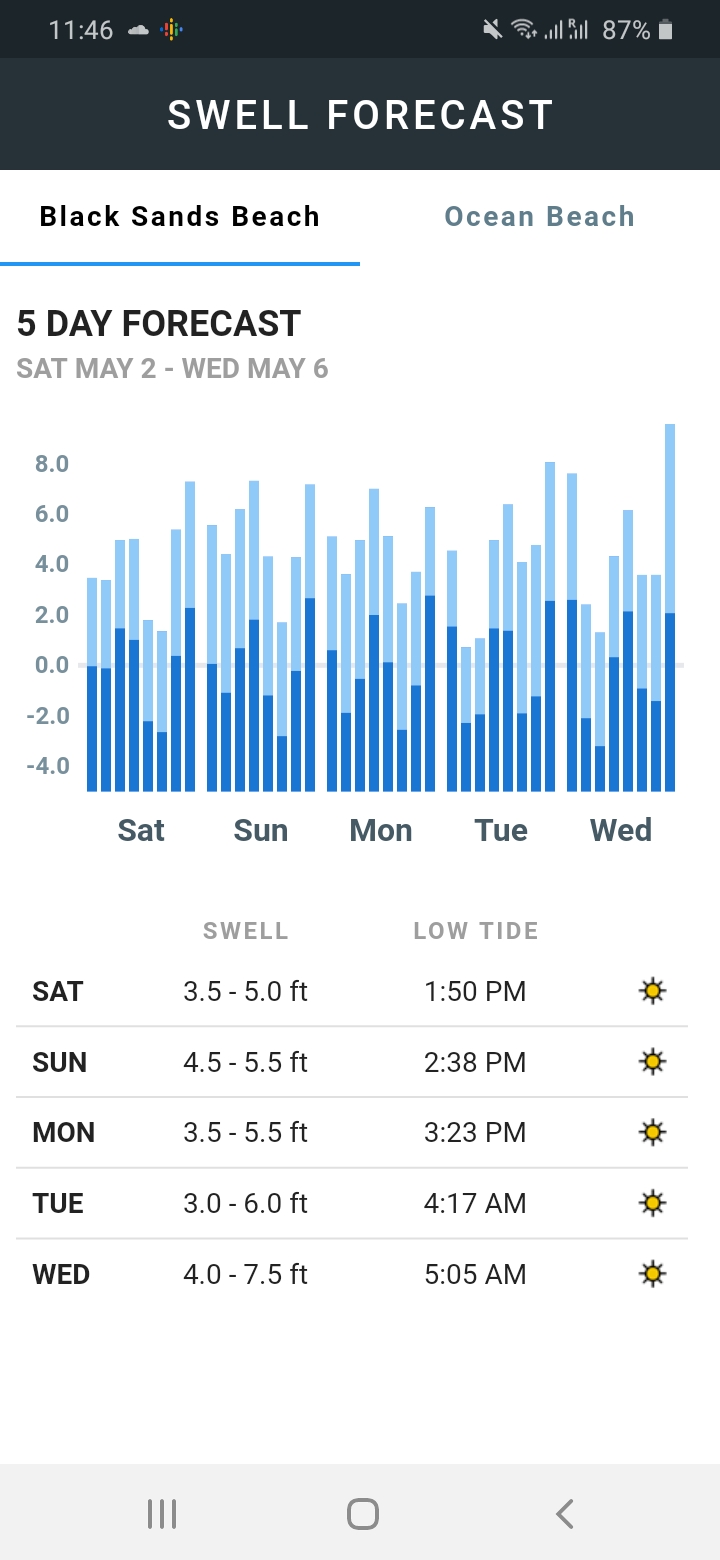 11:46 R 87%
SWELL FORECAST
Black Sands Beach Ocean Beach
5 DAY FORECAST
SAT MAY 2 - WED MAY 6
8.0
6.0
4.0
2.0
0.0
-2.0
-4.0
Sat Sun Mon Tue Wed
SWELL LOW TIDE
SAT 3.5 - 5.0 ft 1:50 PM
SUN 4.5 - 5.5 ft 2:38 PM
MON 3.5 - 5.5 ft 3:23 PM
TUE 3.0 - 6.0 ft 4:17 AM
WED 4.0 - 7.5 ft 5:05 AM